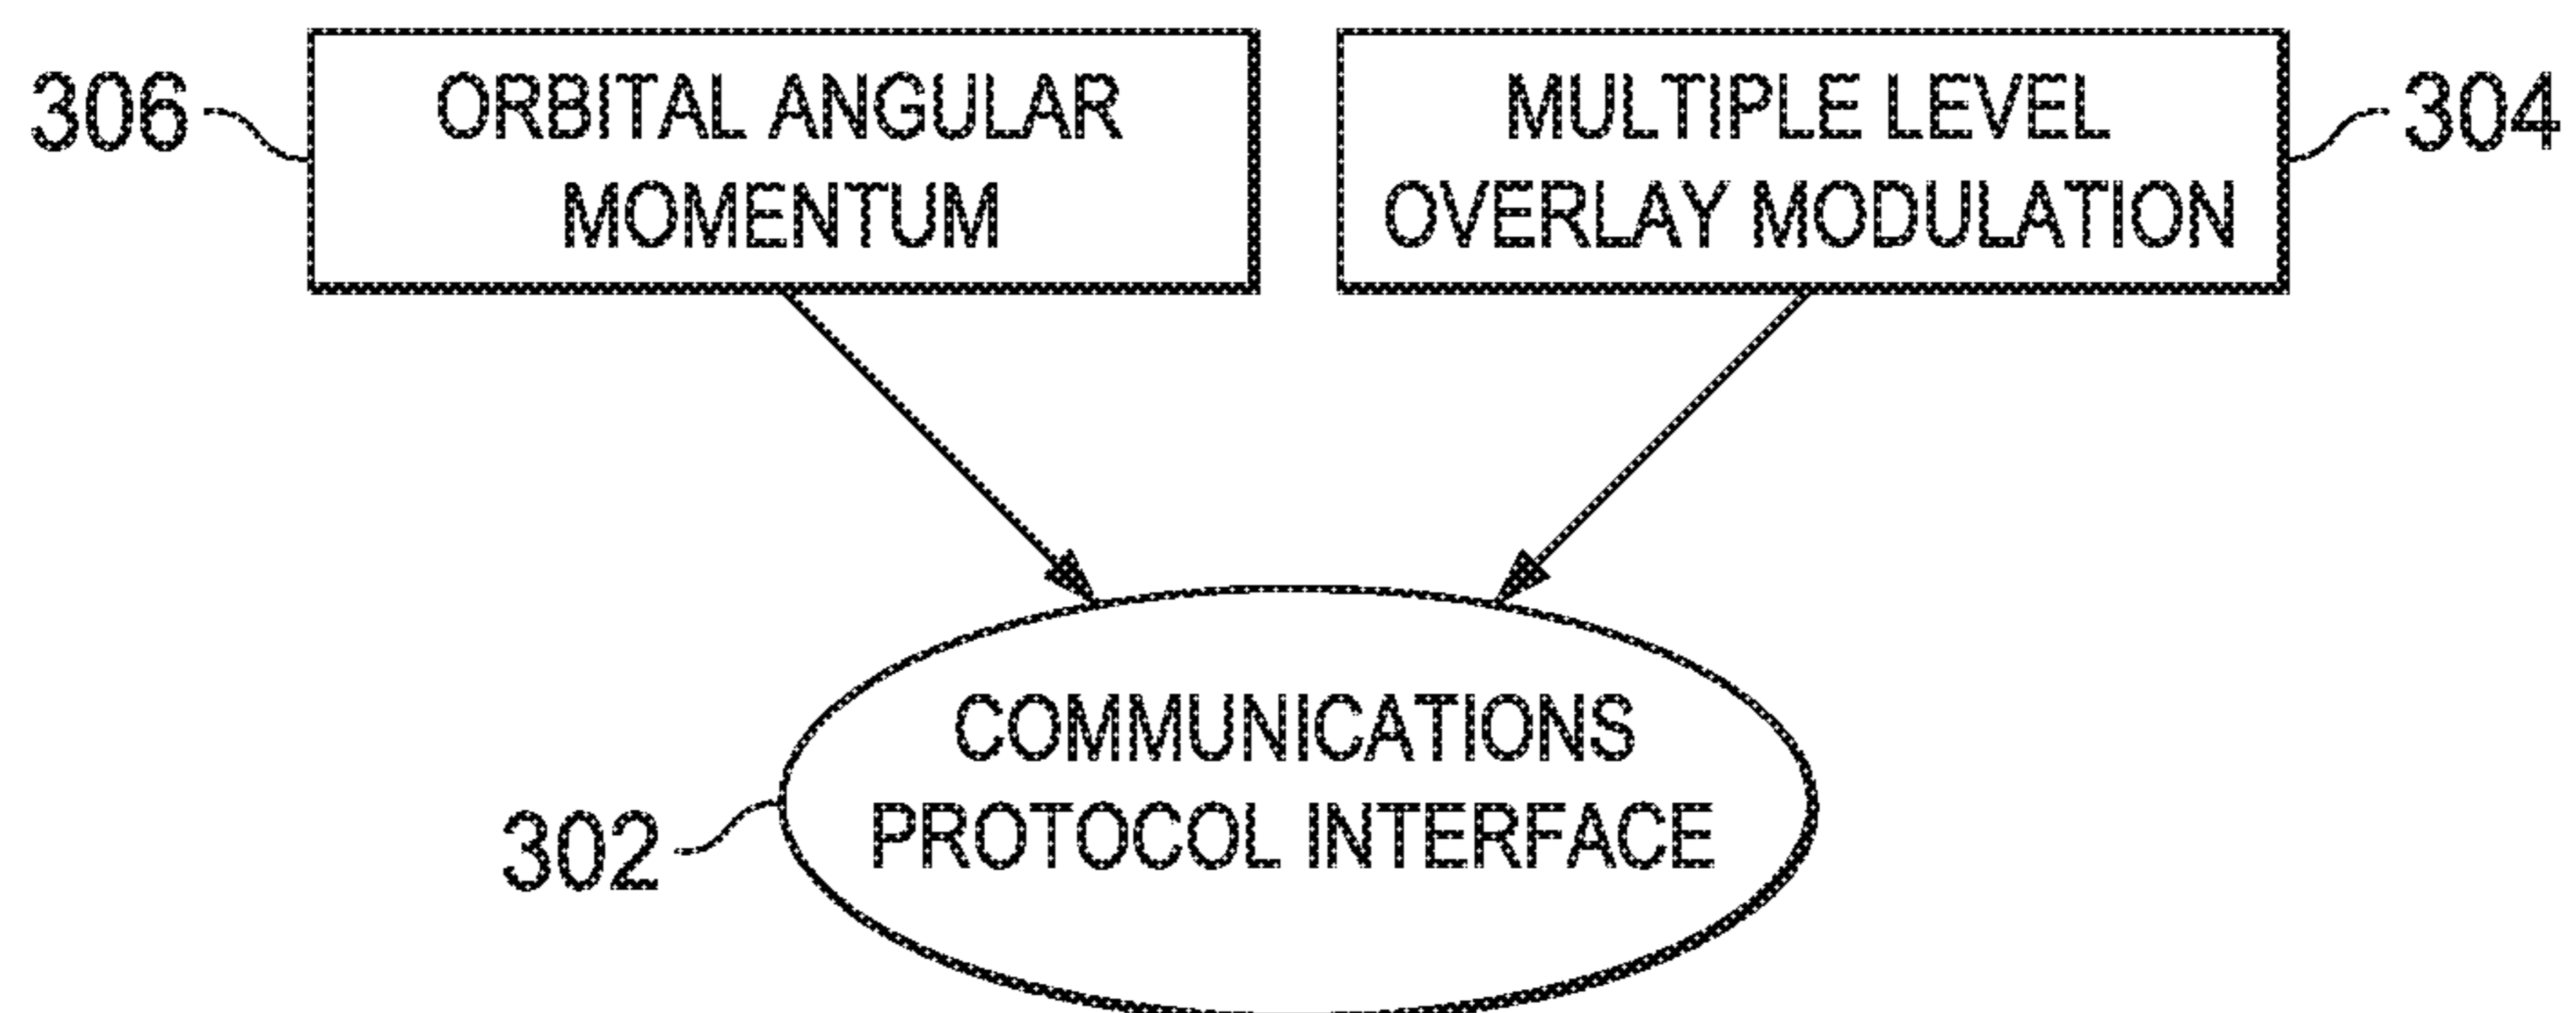 306
ORBITAL ANGULAR
MOMENTUM
MULTIPLE LEVEL
OVERLAY MODULATION
304
COMMUNICATIONS
PROTOCOL INTERFACE
302